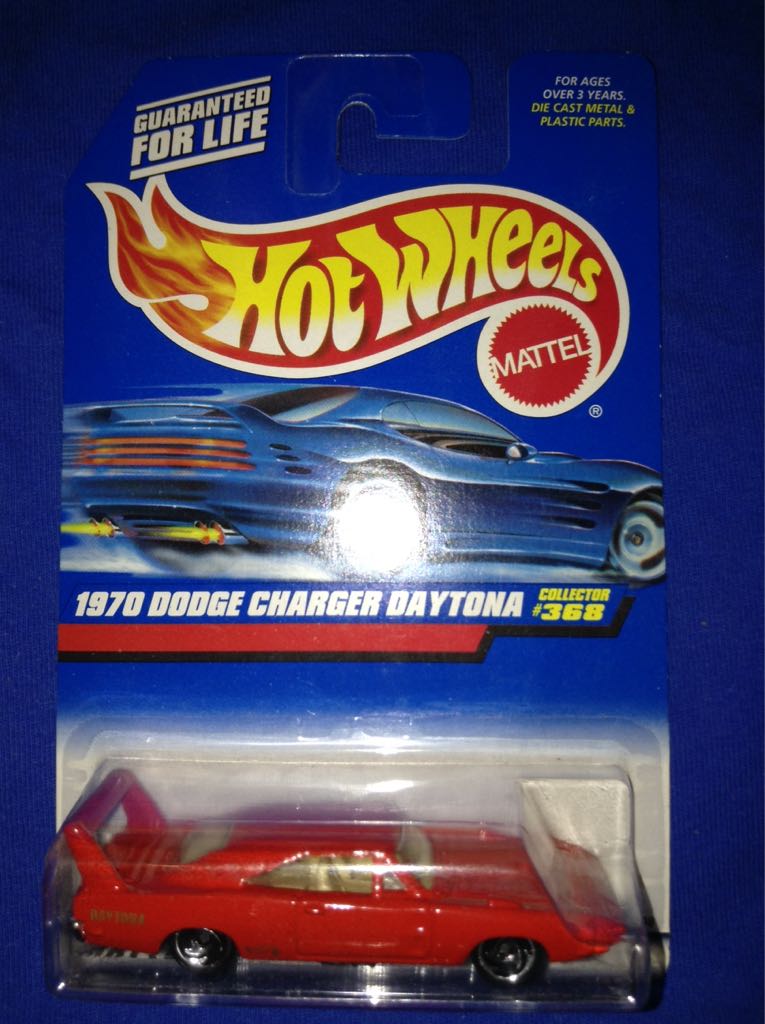 GUARANTEED
FOR LIFE
FOR AGES
OVER 3 YEARS.
DIE CAST METAL &
PLASTIC PARTS.
HOT WHEELS
MATTEL
®
1970 DODGE CHARGER DAYTONA
COLLECTOR
#368
DAYTONA